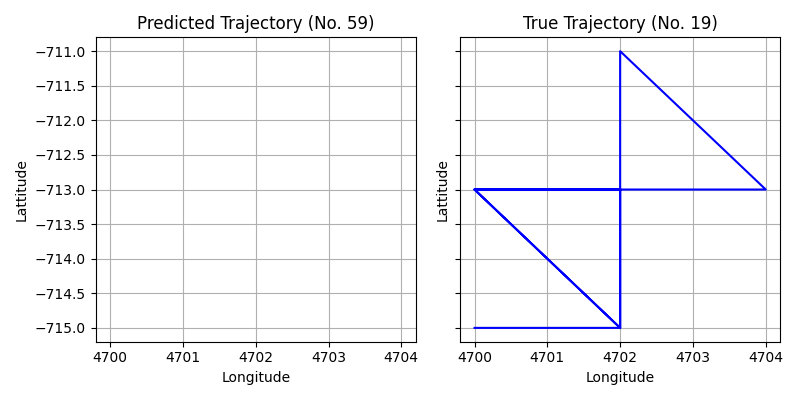 Predicted Trajectory (No. 59)
True Trajectory (No. 19)
−711.0
−711.5
−712.0
−712.5
−713.0
−713.5
−714.0
−714.5
−715.0
Lattitude
Lattitude
4700 4701 4702 4703 4704
4700 4701 4702 4703 4704
Longitude
Longitude